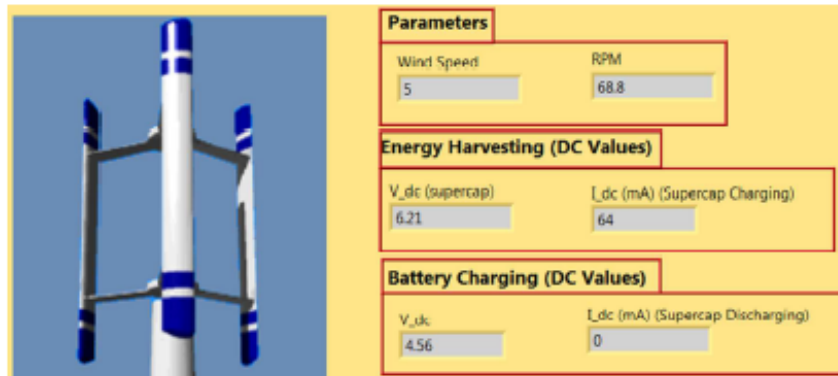 Parameters
Wind Speed
RPM
5
68.8
Energy Harvesting (DC Values)
V_dc (supercap)
I_dc (mA) (Supercap Charging)
6.21
64
Battery Charging (DC Values)
V_dc
I_dc (mA) (Supercap Discharging)
4.56
0